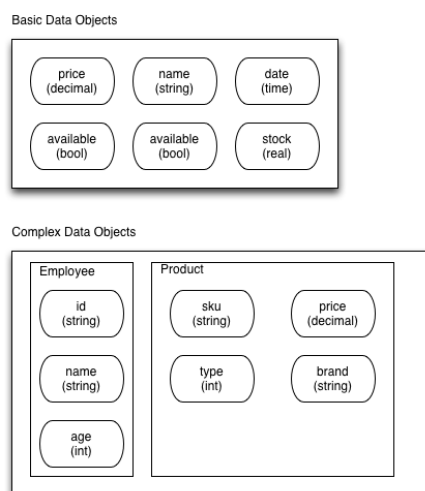 Basic Data Objects
price
(decimal)
name
(string)
date
(time)
available
(bool)
available
(bool)
stock
(real)
Complex Data Objects
Employee
id
(string)
name
(string)
age
(int)
Product
sku
(string)
price
(decimal)
type
(int)
brand
(string)